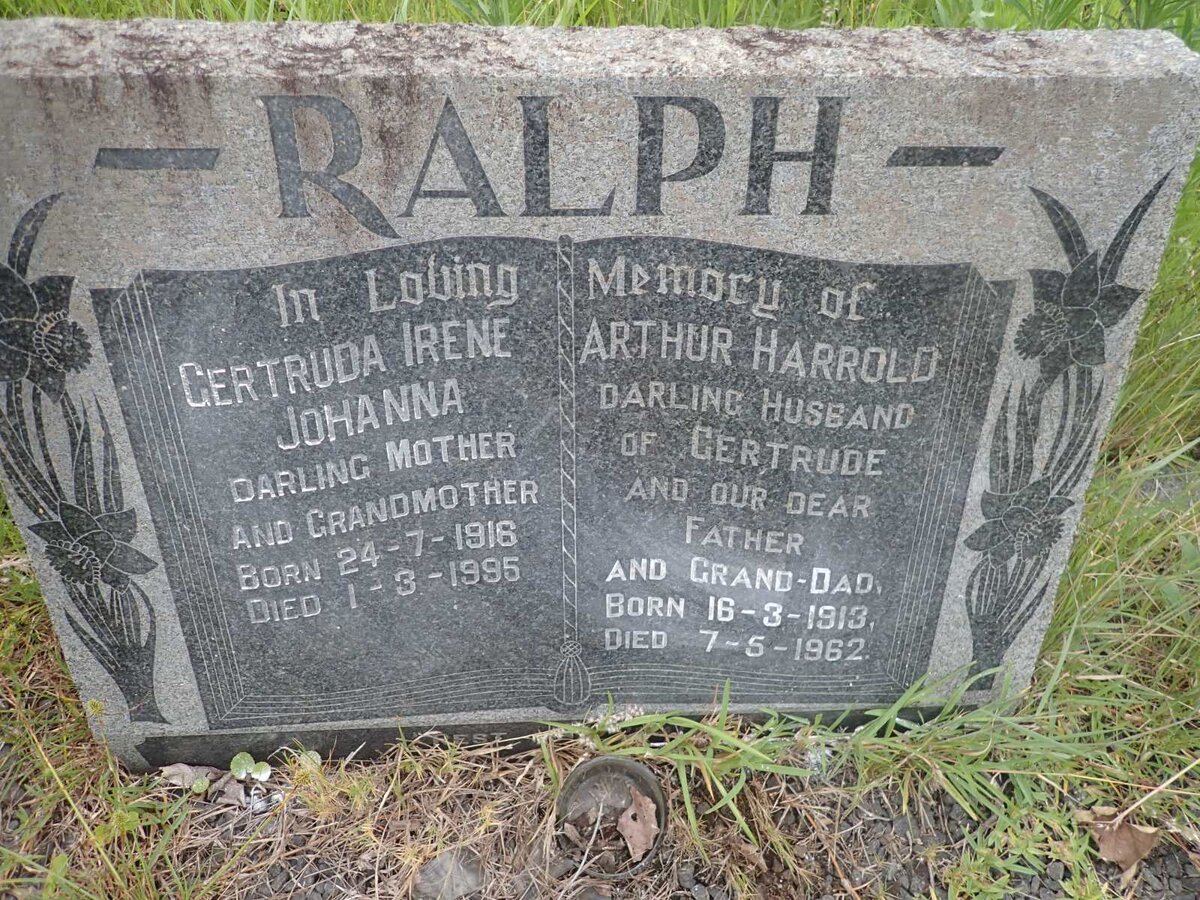 RALPH
In Loving Memory of
GERTRUDA IRENE
JOHANNA
DARLING MOTHER
AND GRANDMOTHER
BORN 24-7-1916
DIED 1-3-1995
ARTHUR HARROLD
DARLING HUSBAND
OF GERTRUDE
AND OUR DEAR
FATHER
AND GRAND-DAD,
BORN 16-3-1913,
DIED 7-5-1962.